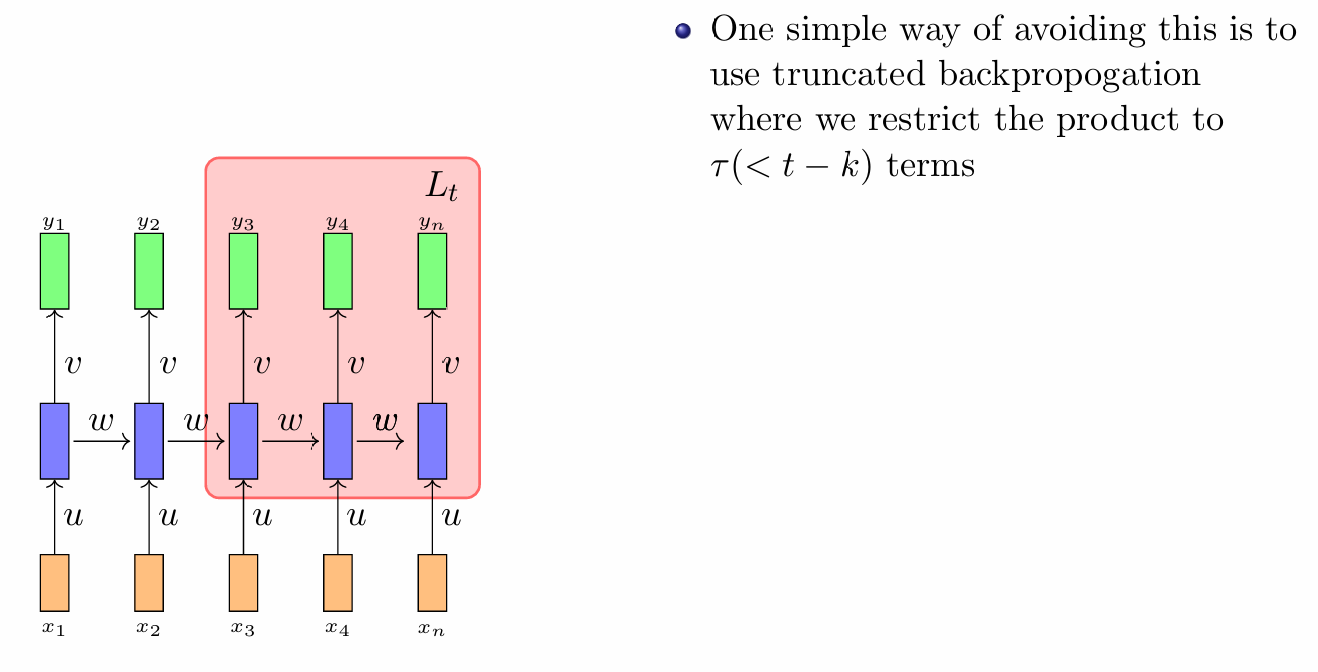 One simple way of avoiding this is to
use truncated backpropogation
where we restrict the product to
τ(< t − k) terms
L_t
y_1 y_2 y_3 y_4 y_n
v v v v v
w w w w
u u u u u
x_1 x_2 x_3 x_4 x_n